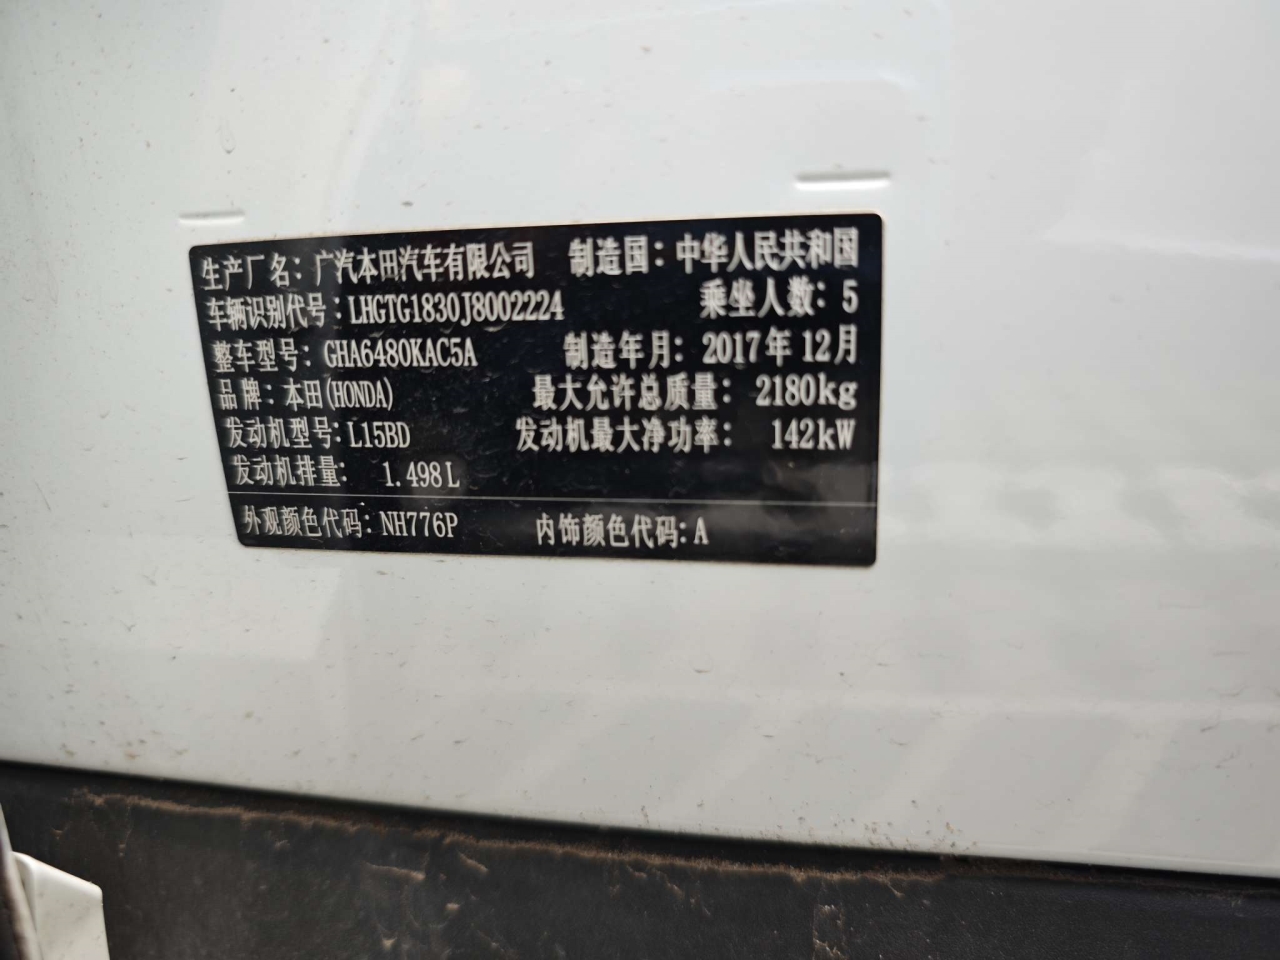 生产厂名：广汽本田汽车有限公司 制造国：中华人民共和国
车辆识别代号：LHGTG1830J8002224 乘坐人数：5
整车型号：GHA6480KAC5A 制造年月：2017年12月
品牌：本田(HONDA) 最大允许总质量：2180kg
发动机型号：L15BD 发动机最大净功率：142kW
发动机排量：1.498L
外观颜色代码：NH776P 内饰颜色代码：A